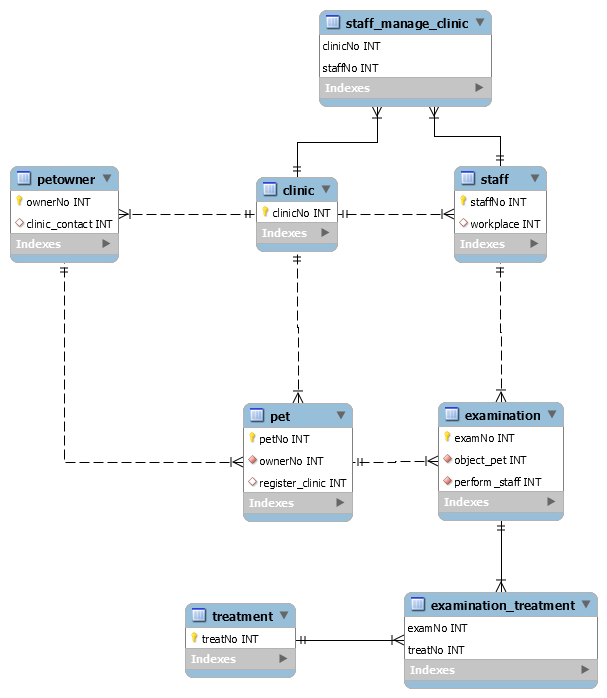 staff_manage_clinic
clinicNo INT
staffNo INT
Indexes
petowner
ownerNo INT
clinic_contact INT
Indexes
clinic
clinicNo INT
Indexes
staff
staffNo INT
workplace INT
Indexes
pet
petNo INT
ownerNo INT
register_clinic INT
Indexes
examination
examNo INT
object_pet INT
perform_staff INT
Indexes
treatment
treatNo INT
Indexes
examination_treatment
examNo INT
treatNo INT
Indexes